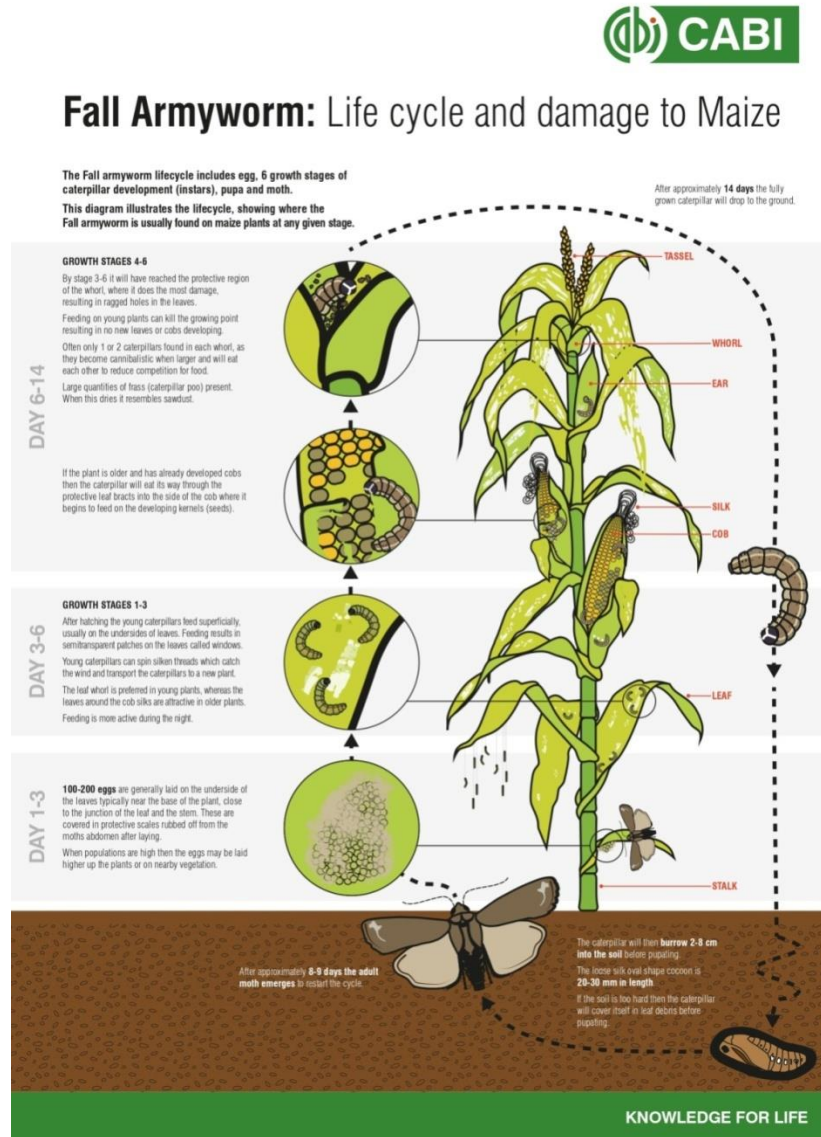 CABI
Fall Armyworm: Life cycle and damage to Maize
The Fall armyworm lifecycle includes egg, 6 growth stages of
caterpillar development (instars), pupa and moth.
This diagram illustrates the lifecycle, showing where the
Fall armyworm is usually found on maize plants at any given stage.
After approximately 14 days the fully
grown caterpillar will drop to the ground.
DAY 6-14
GROWTH STAGES 4-6
By stage 3-6 it will have reached the protective region
of the whorl, where it does the most damage,
resulting in ragged holes in the leaves.
Feeding on young plants can kill the growing point
resulting in no new leaves or cobs developing.
Often only 1 or 2 caterpillars found in each whorl, as
they become cannibalistic when larger and will eat
each other to reduce competition for food.
Large quantities of frass (caterpillar poo) present.
When this dries it resembles sawdust.
If the plant is older and has already developed cobs
then the caterpillar will eat its way through the
protective leaf bracts into the side of the cob where it
begins to feed on the developing kernels (seeds).
TASSEL
WHORL
EAR
SILK
COB
DAY 3-6
GROWTH STAGES 1-3
After hatching the young caterpillars feed superficially,
usually on the undersides of leaves. Feeding results in
semitransparent patches on the leaves called windows.
Young caterpillars can spin silken threads which catch
the wind and transport the caterpillars to a new plant.
The leaf whorl is preferred in young plants, whereas the
leaves around the cob silks are attractive in older plants.
Feeding is more active during the night.
LEAF
DAY 1-3
100-200 eggs are generally laid on the underside of
the leaves typically near the base of the plant, close
to the junction of the leaf and the stem. These are
covered in protective scales rubbed off from the
moths abdomen after laying.
When populations are high then the eggs may be laid
higher up the plants or on nearby vegetation.
STALK
After approximately 8-9 days the adult
moth emerges to restart the cycle.
The caterpillar will then burrow 2-8 cm
into the soil before pupating.
The loose silk oval shape cocoon is
20-30 mm in length
If the soil is too hard then the caterpillar
will cover itself in leaf debris before
pupating.
KNOWLEDGE FOR LIFE